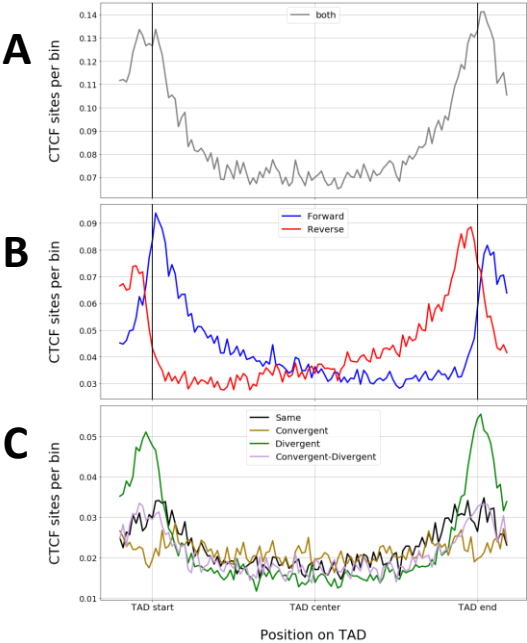 A
CTCF sites per bin
0.14
0.13
0.12
0.11
0.10
0.09
0.08
0.07
both
B
CTCF sites per bin
0.09
0.08
0.07
0.06
0.05
0.04
0.03
Forward
Reverse
C
CTCF sites per bin
0.05
0.04
0.03
0.02
0.01
Same
Convergent
Divergent
Convergent-Divergent
TAD start
TAD center
TAD end
Position on TAD